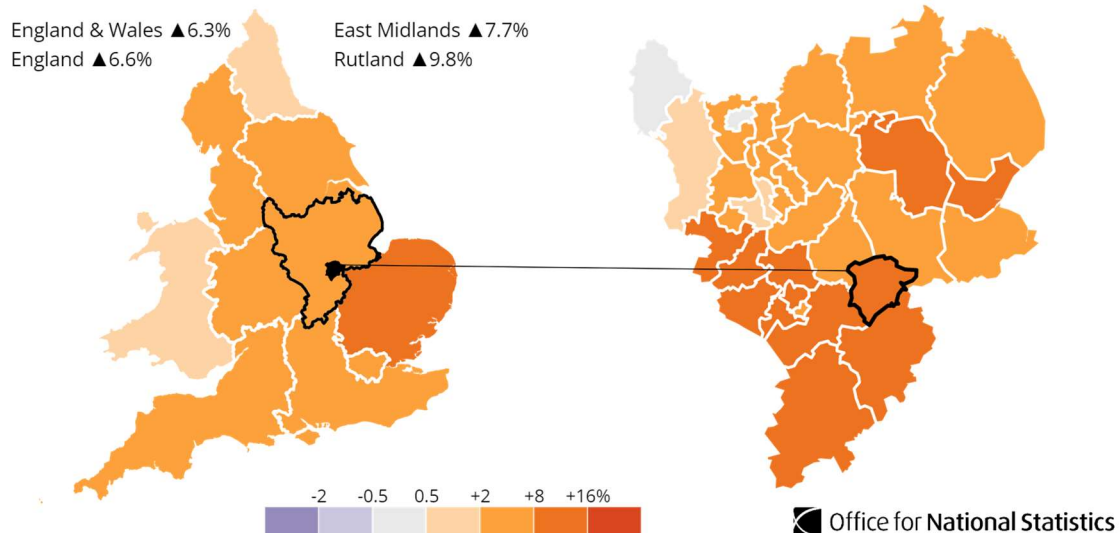 England & Wales ▲6.3%
England ▲6.6%
East Midlands ▲7.7%
Rutland ▲9.8%
-2 -0.5 0.5 +2 +8 +16%
Office for National Statistics